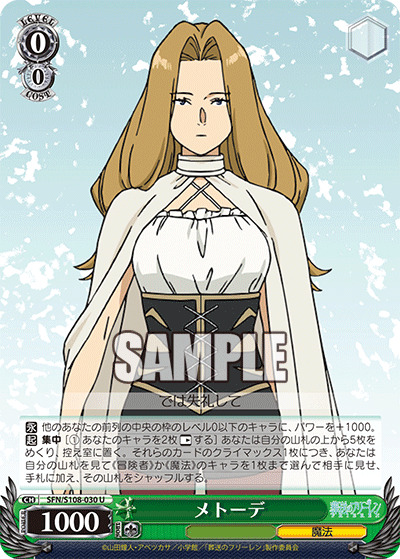 LEVEL
0
0
COST
SAMPLE
では失礼して
永 他のあなたの前列の中央の枠のレベル0以下のキャラに、パワーを+1000。
起 集中 [① あなたのキャラを2枚する] あなたは自分の山札の上から5枚を
めくり、控え室に置く。それらのカードのクライマックス1枚につき、あなた
は自分の山札を見て《冒険者》か《魔法》のキャラを1枚まで選んで相手に見せ、
手札に加え、その山札をシャッフルする。
CH SFN/S108-030 U
POWER
1000
メトーデ
葬送のフリーレン
魔法
©山田鐘人・アベツカサ/小学館/「葬送のフリーレン」製作委員会